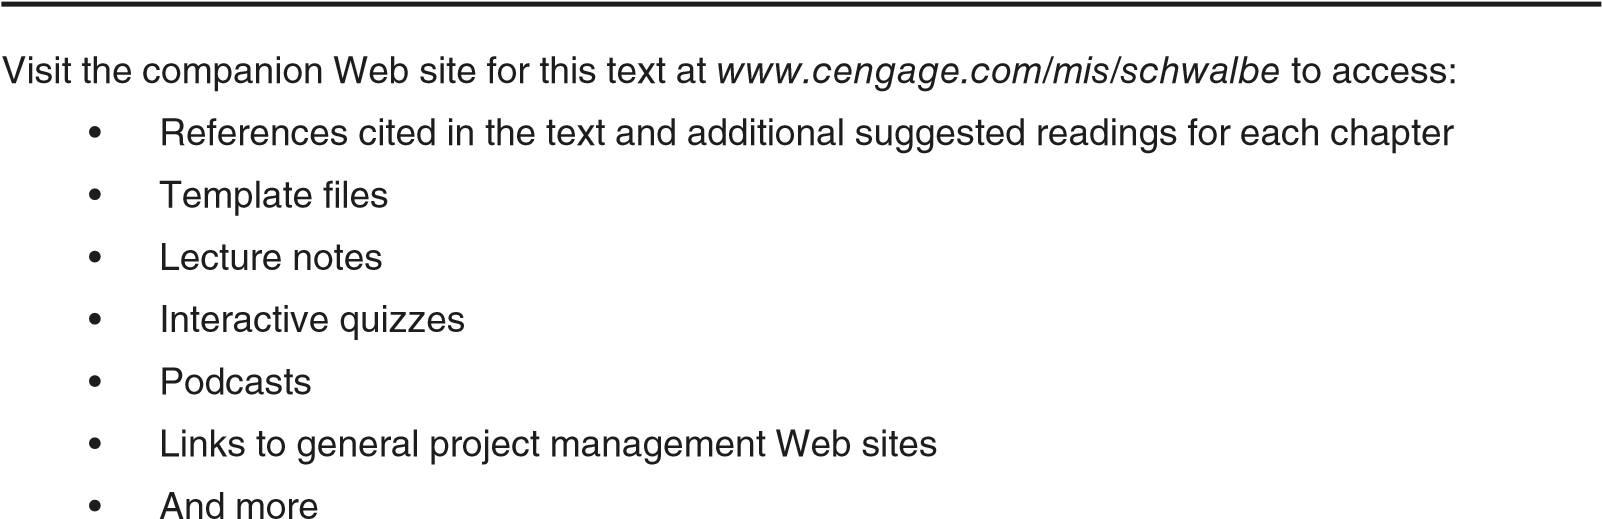 Visit the companion Web site for this text at www.cengage.com/mis/schwalbe to access:
• References cited in the text and additional suggested readings for each chapter
• Template files
• Lecture notes
• Interactive quizzes
• Podcasts
• Links to general project management Web sites
• And more